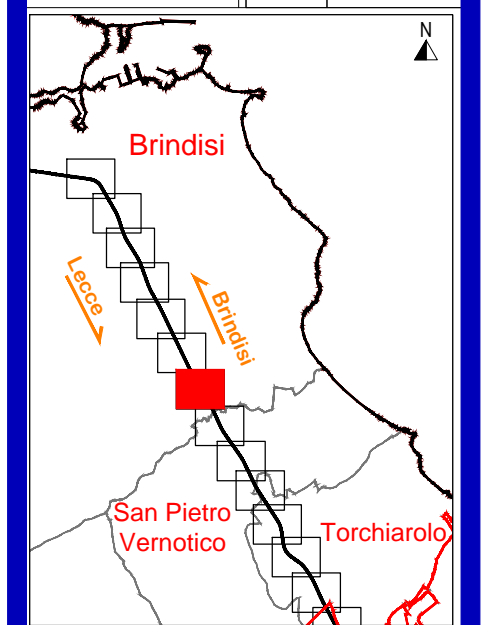 N
Brindisi
Lecce
Brindisi
San Pietro
Vernotico
Torchiarolo